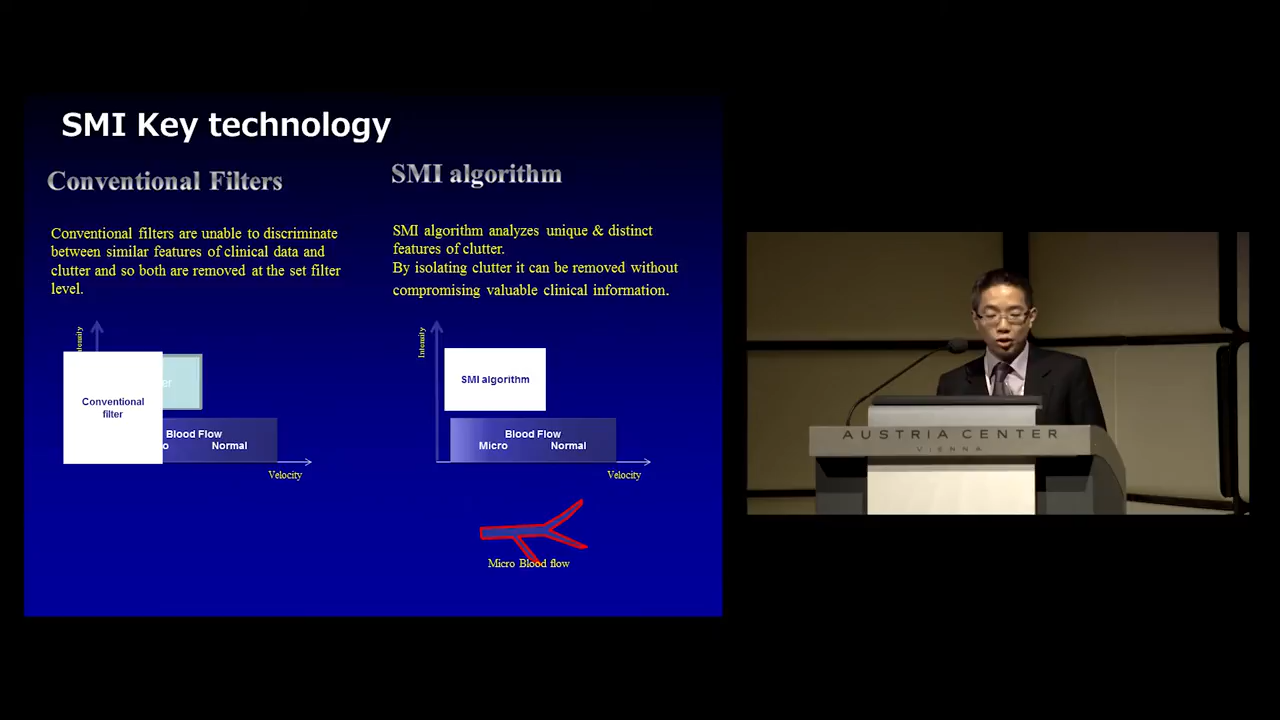 SMI Key technology
Conventional Filters
Conventional filters are unable to discriminate
between similar features of clinical data and
clutter and so both are removed at the set filter
level.
Intensity
Conventional
filter
Blood Flow
Normal
Velocity
SMI algorithm
SMI algorithm analyzes unique & distinct
features of clutter.
By isolating clutter it can be removed without
compromising valuable clinical information.
Intensity
SMI algorithm
Blood Flow
Micro Normal
Velocity
Micro Blood flow
AUSTRIA CENTER
VIENNA